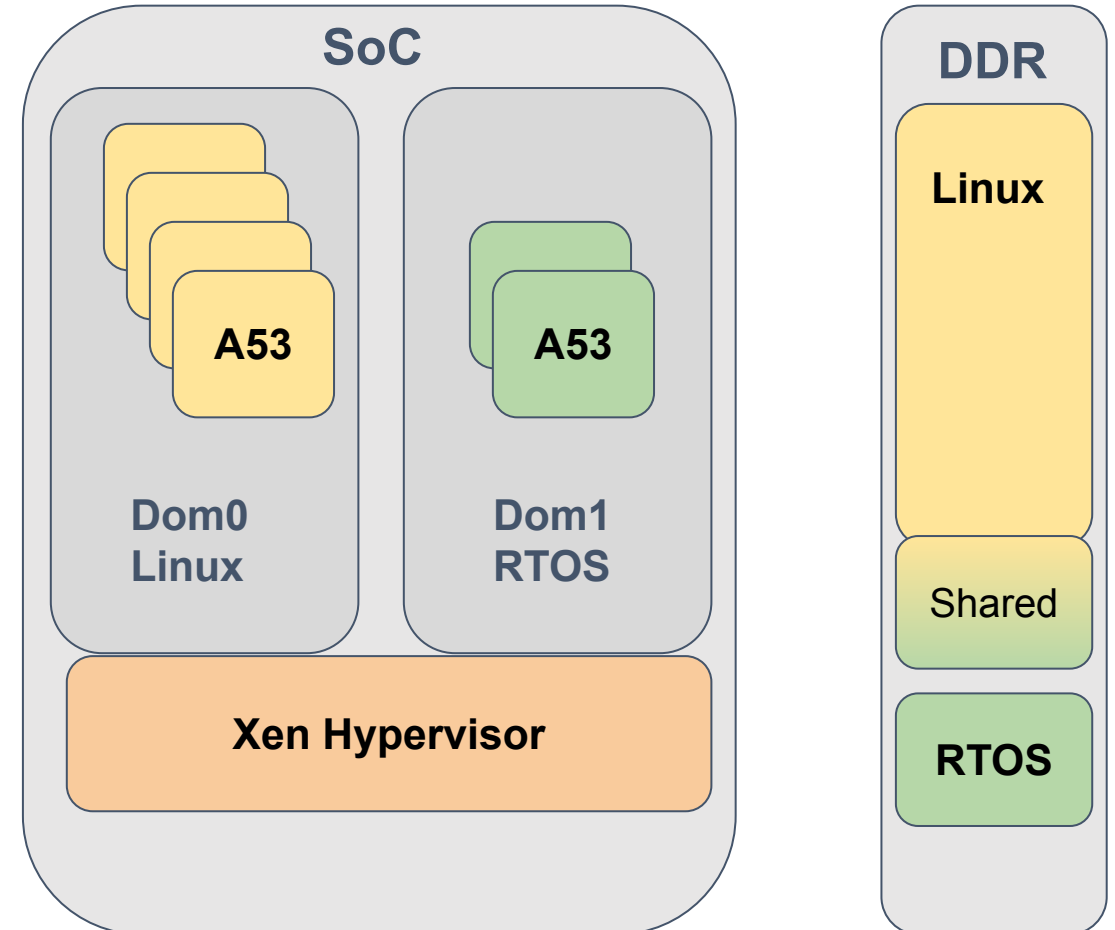 SoC
A53
A53
Dom0
Linux
Dom1
RTOS
Xen Hypervisor
DDR
Linux
Shared
RTOS